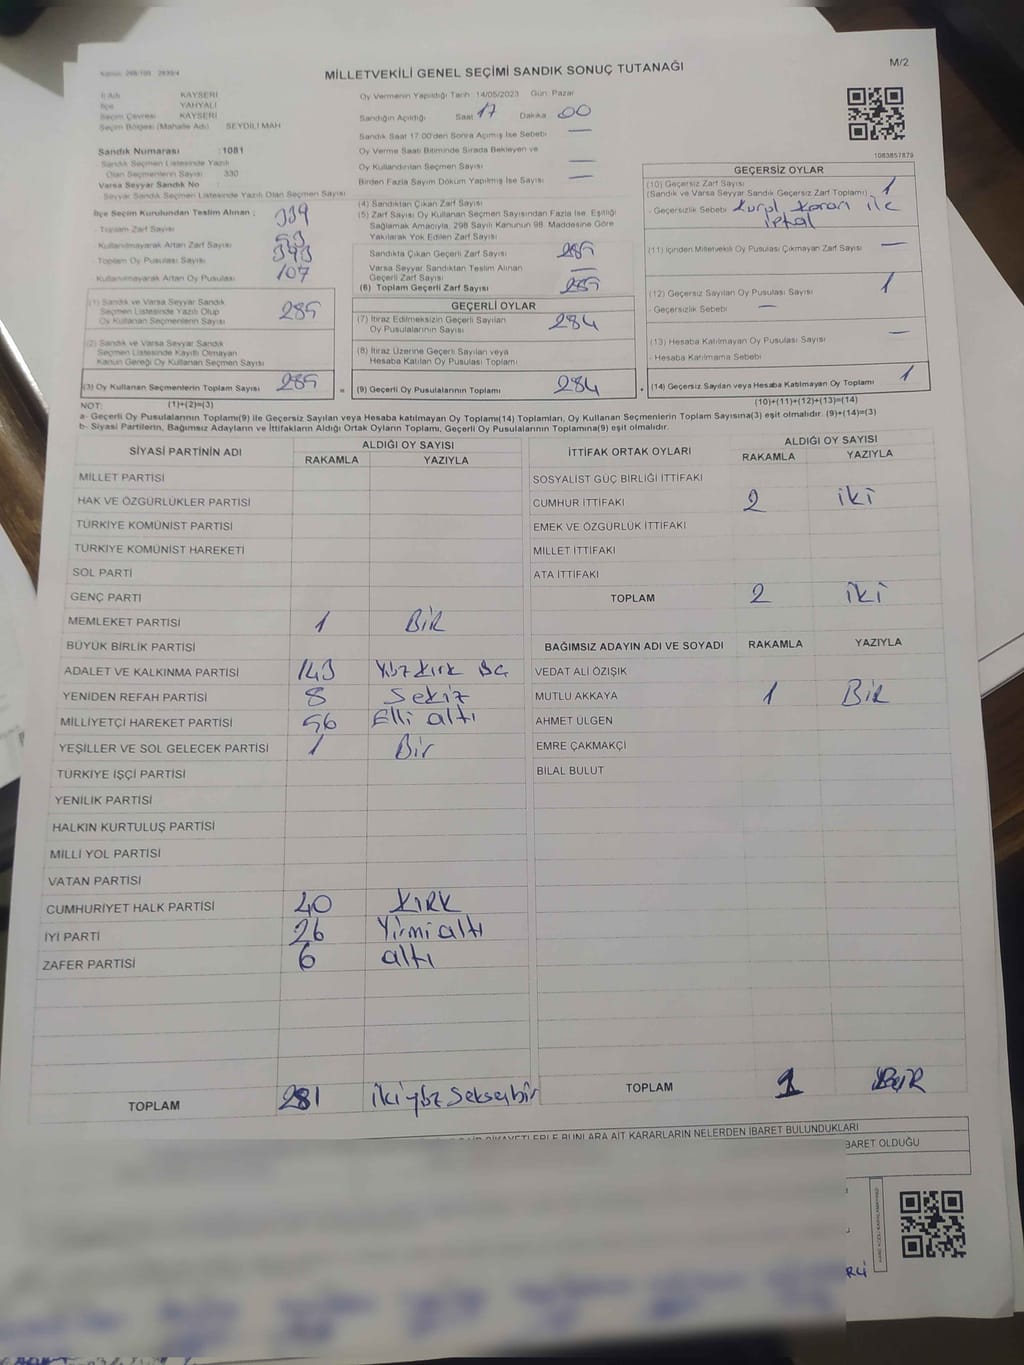 MİLLETVEKİLİ GENEL SEÇİMİ SANDIK SONUÇ TUTANAĞI
M/2
İl Adı KAYSERİ
İlçe YAHYALI
Seçim Çevresi KAYSERİ
Seçim Bölgesi (Mahalle Adı) SEYDİLİ MAH
Sandık Numarası :1081
Sandık Seçmen Listesinde Yazılı
Olan Seçmen Sayısı 330
Varsa Seyyar Sandık No :
Seyyar Sandık Seçmen Listesinde Yazılı Olan Seçmen Sayısı
İlçe Seçim Kurulundan Teslim Alınan ;
- Toplam Zarf Sayısı 339
- Kullanılmayarak Artan Zarf Sayısı 53
- Toplam Oy Pusulası Sayısı 393
- Kullanılmayarak Artan Oy Pusulası 107
(1) Sandık ve Varsa Seyyar Sandık
Seçmen Listesinde Yazılı Olup
Oy Kullanan Seçmenlerin Sayısı 285
(2) Sandık ve Varsa Seyyar Sandık
Seçmen Listesinde Kayıtlı Olmayan
Kanun Gereği Oy Kullanan Seçmen Sayısı
(3) Oy Kullanan Seçmenlerin Toplam Sayısı 285
Oy Vermenin Yapıldığı Tarih :14/05/2023 Gün: Pazar
Sandığın Açıldığı Saat 17 Dakika 00
Sandık Saat 17.00'den Sonra Açılmış İse Sebebi —
Oy Verme Saati Bitiminde Sırada Bekleyen ve
Oy Kullandırılan Seçmen Sayısı —
Birden Fazla Sayım Döküm Yapılmış İse Sayısı —
(4) Sandıktan Çıkan Zarf Sayısı
(5) Zarf Sayısı Oy Kullanan Seçmen Sayısından Fazla İse, Eşitliği
Sağlamak Amacıyla, 298 Sayılı Kanunun 98. Maddesine Göre
Yakılarak Yok Edilen Zarf Sayısı
Sandıkta Çıkan Geçerli Zarf Sayısı 285
Varsa Seyyar Sandıktan Teslim Alınan
Geçerli Zarf Sayısı —
(6) Toplam Geçerli Zarf Sayısı 285
GEÇERLİ OYLAR
(7) İtiraz Edilmeksizin Geçerli Sayılan
Oy Pusulalarının Sayısı 284
(8) İtiraz Üzerine Geçerli Sayılan veya
Hesaba Katılan Oy Pusulası Toplamı
= (9) Geçerli Oy Pusulalarının Toplamı 284
1083857879
GEÇERSİZ OYLAR
(10) Geçersiz Zarf Sayısı 1
(Sandık ve Varsa Seyyar Sandık Geçersiz Zarf Toplamı)
- Geçersizlik Sebebi Kurul Kararı ile
iptal
(11) İçinden Milletvekili Oy Pusulası Çıkmayan Zarf Sayısı —
(12) Geçersiz Sayılan Oy Pusulası Sayısı 1
- Geçersizlik Sebebi —
(13) Hesaba Katılmayan Oy Pusulası Sayısı —
- Hesaba Katılmama Sebebi
+ (14) Geçersiz Sayılan veya Hesaba Katılmayan Oy Toplamı 1
NOT: (1)+(2)=(3)
(10)+(11)+(12)+(13)=(14)
a- Geçerli Oy Pusulalarının Toplamı(9) ile Geçersiz Sayılan veya Hesaba katılmayan Oy Toplamı(14) Toplamları, Oy Kullanan Seçmenlerin Toplam Sayısına(3) eşit olmalıdır. (9)+(14)=(3)
b- Siyasi Partilerin, Bağımsız Adayların ve İttifakların Aldığı Ortak Oyların Toplamı, Geçerli Oy Pusulalarının Toplamına(9) eşit olmalıdır.
SİYASİ PARTİNİN ADI ALDIĞI OY SAYISI
RAKAMLA YAZIYLA
MİLLET PARTİSİ
HAK VE ÖZGÜRLÜKLER PARTİSİ
TÜRKİYE KOMÜNİST PARTİSİ
TÜRKİYE KOMÜNİST HAREKETİ
SOL PARTİ
GENÇ PARTİ
MEMLEKET PARTİSİ 1 BİR
BÜYÜK BİRLİK PARTİSİ
ADALET VE KALKINMA PARTİSİ 143 Yüz Kırk
YENİDEN REFAH PARTİSİ 8 Sekiz
MİLLİYETÇİ HAREKET PARTİSİ 56 Elli altı
YEŞİLLER VE SOL GELECEK PARTİSİ 1 Bir
TÜRKİYE İŞÇİ PARTİSİ
YENİLİK PARTİSİ
HALKIN KURTULUŞ PARTİSİ
MİLLİ YOL PARTİSİ
VATAN PARTİSİ
CUMHURİYET HALK PARTİSİ 40 KIRK
İYİ PARTİ 26 Yirmi altı
ZAFER PARTİSİ 6 altı
TOPLAM 281 ikiyüz Seksenbir
İTTİFAK ORTAK OYLARI ALDIĞI OY SAYISI
RAKAMLA YAZIYLA
SOSYALİST GÜÇ BİRLİĞİ İTTİFAKI
CUMHUR İTTİFAKI 2 iki
EMEK VE ÖZGÜRLÜK İTTİFAKI
MİLLET İTTİFAKI
ATA İTTİFAKI
TOPLAM 2 iki
BAĞIMSIZ ADAYIN ADI VE SOYADI RAKAMLA YAZIYLA
VEDAT ALİ ÖZIŞIK
MUTLU AKKAYA 1 BİR
AHMET ÜLGEN
EMRE ÇAKMAKÇI
BİLAL BULUT
TOPLAM 1 BİR
BUNLARA AİT KARARLARIN NELERDEN İBARET BULUNDUKLARI
İBARET OLDUĞU